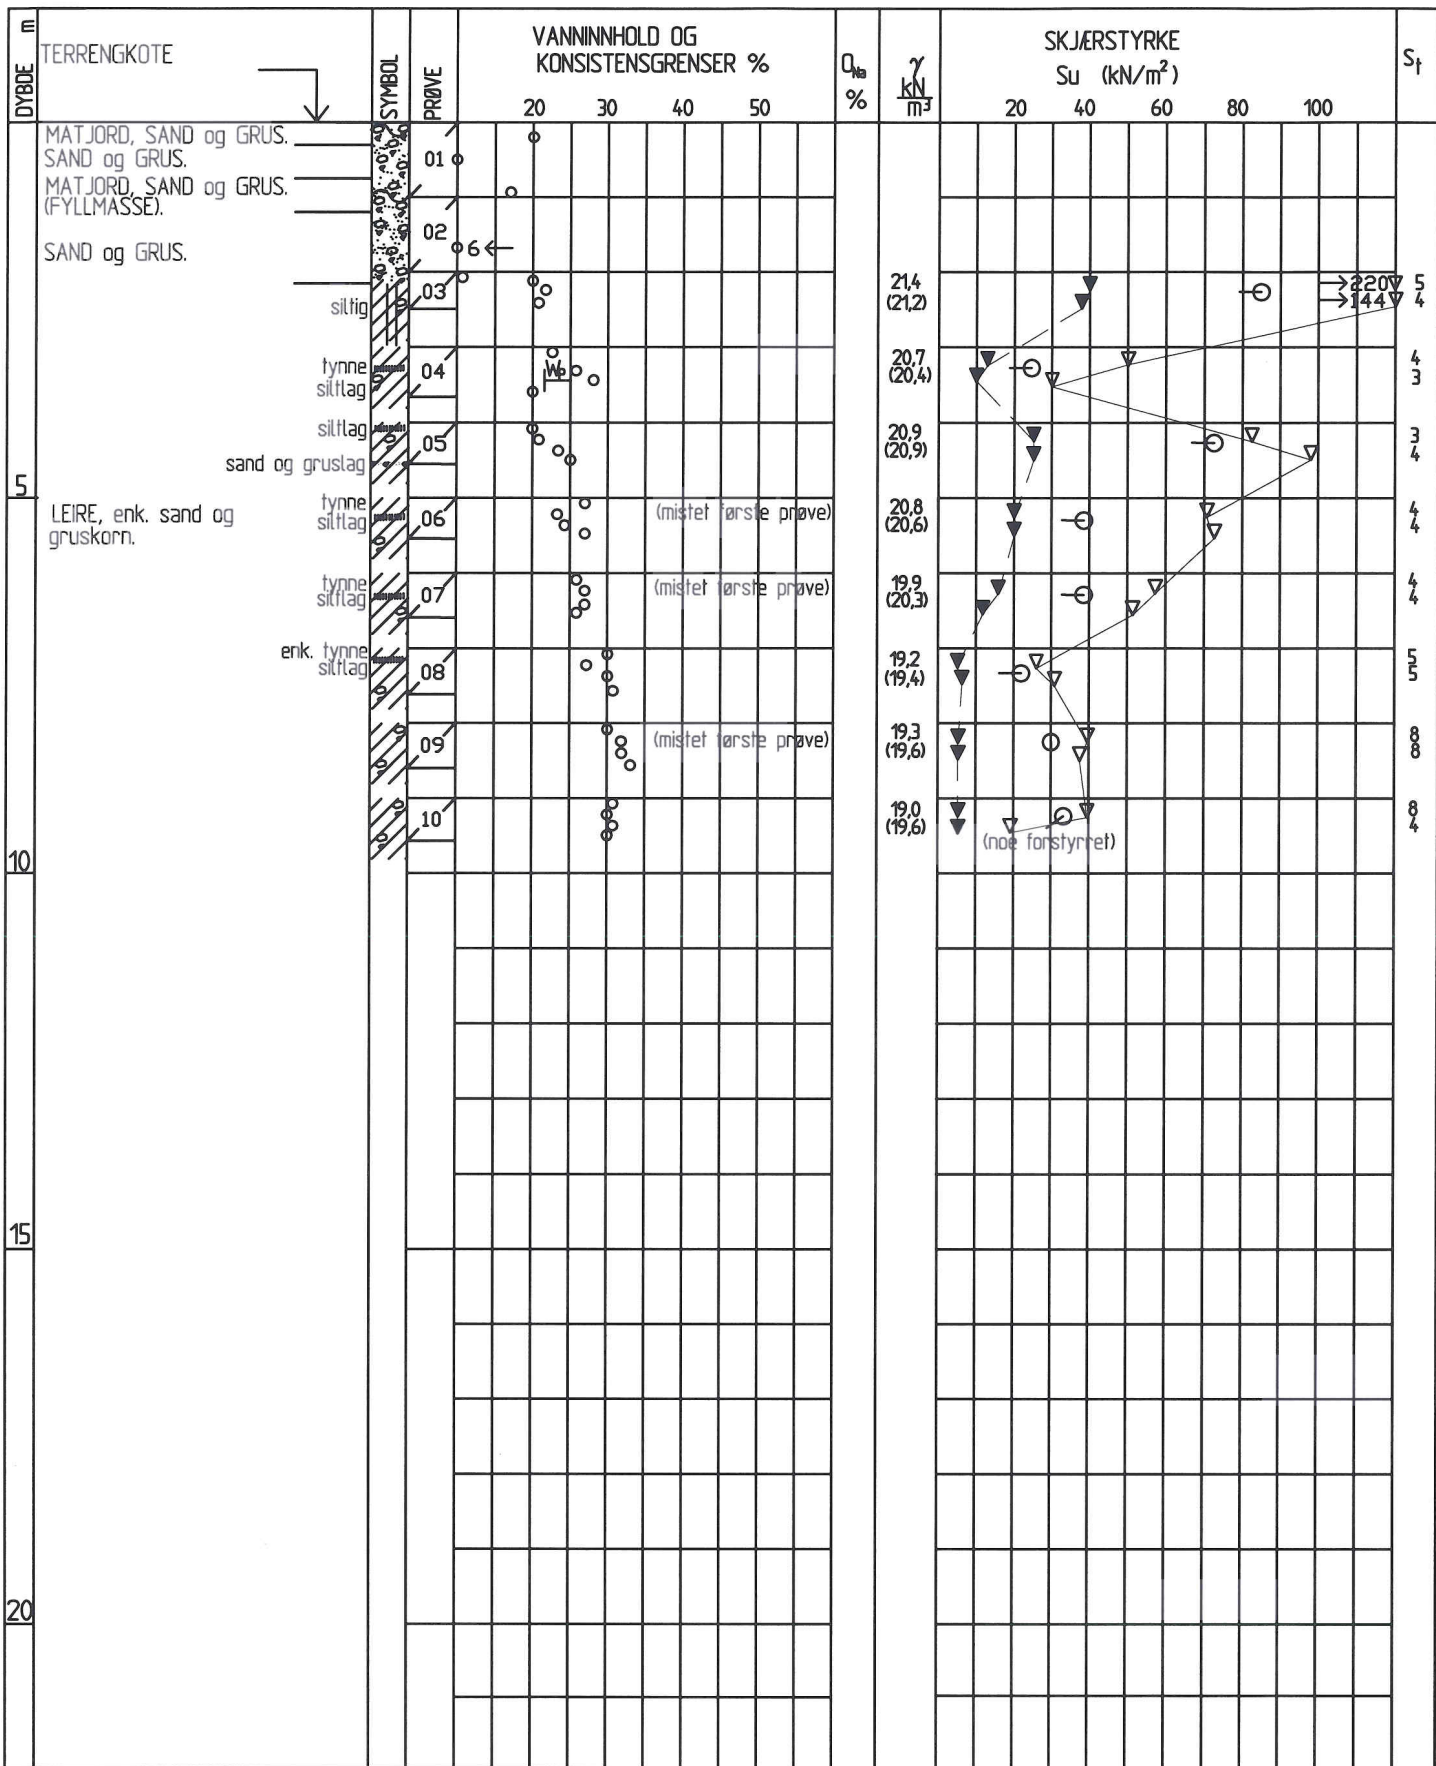 DYBDE m
TERRENGKOTE
SYMBOL
PRØVE
VANNINNHOLD OG
KONSISTENSGRENSER %
20 30 40 50
O Na
%
γ
kN
m³
SKJÆRSTYRKE
Su (kN/m²)
20 40 60 80 100
St
MATJORD, SAND og GRUS.
SAND og GRUS.
01
MATJORD, SAND og GRUS.
(FYLLMASSE).
02
SAND og GRUS.
6
03
siltig
21,4 220 5
(21,2) 144 4
tynne
siltlag
04
W
20,7 4
(20,4) 3
siltlag
05
sand og gruslag
20,9 3
(20,9) 4
5
LEIRE, enk. sand og
gruskorn.
tynne
siltlag
06
(mistet første prøve)
20,8 4
(20,6) 4
tynne
siltlag
07
(mistet første prøve)
19,9 4
(20,3) 4
enk. tynne
siltlag
08
19,2 5
(19,4) 5
09
(mistet første prøve)
19,3 8
(19,6) 8
10
19,0 8
(19,6) 4
(noe forstyrret)
10
15
20